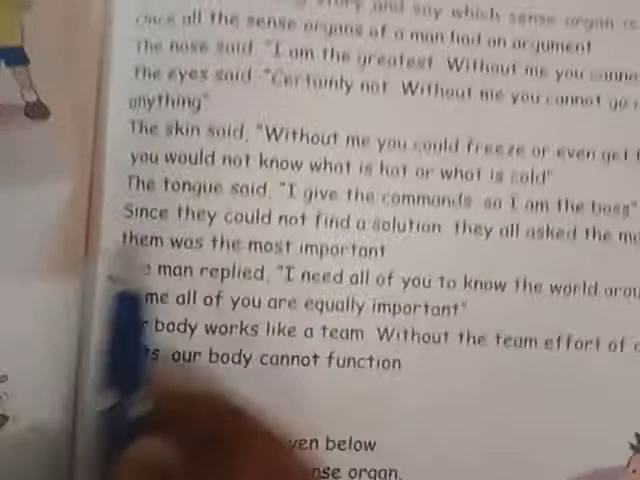 story and say which sense organ is
Once all the sense organs of a man had an argument
The nose said "I am the greatest Without me you canno
The eyes said "Certainly not Without me you cannot go
anything"
The skin said, "Without me you could freeze or even get
you would not know what is hot or what is cold"
The tongue said, "I give the commands so I am the boss"
Since they could not find a solution they all asked the
them was the most important
man replied, "I need all of you to know the world
me all of you are equally important"
body works like a team Without the team effort of
our body cannot function
below
organ.